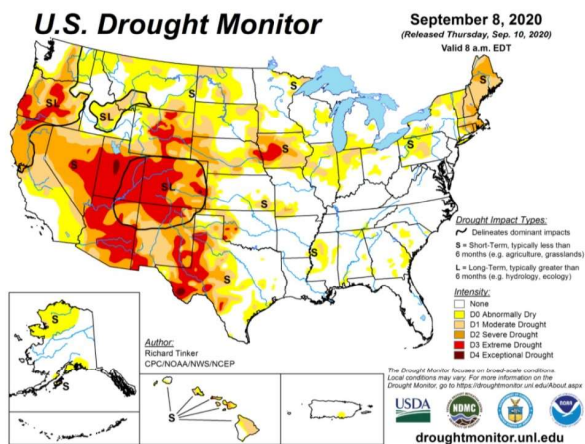 U.S. Drought Monitor
September 8, 2020
(Released Thursday, Sep. 10, 2020)
Valid 8 a.m. EDT
S
SL
SL
S
S
S
S
S
S
SL
S
S
S
S
S
S
Drought Impact Types:
Delineates dominant impacts
S = Short-Term, typically less than
6 months (e.g. agriculture, grasslands)
L = Long-Term, typically greater than
6 months (e.g. hydrology, ecology)
Intensity:
None
D0 Abnormally Dry
D1 Moderate Drought
D2 Severe Drought
D3 Extreme Drought
D4 Exceptional Drought
Author:
Richard Tinker
CPC/NOAA/NWS/NCEP
The Drought Monitor focuses on broad-scale conditions.
Local conditions may vary. For more information on the
Drought Monitor, go to https://droughtmonitor.unl.edu/About.aspx
USDA
NDMC
NOAA
droughtmonitor.unl.edu